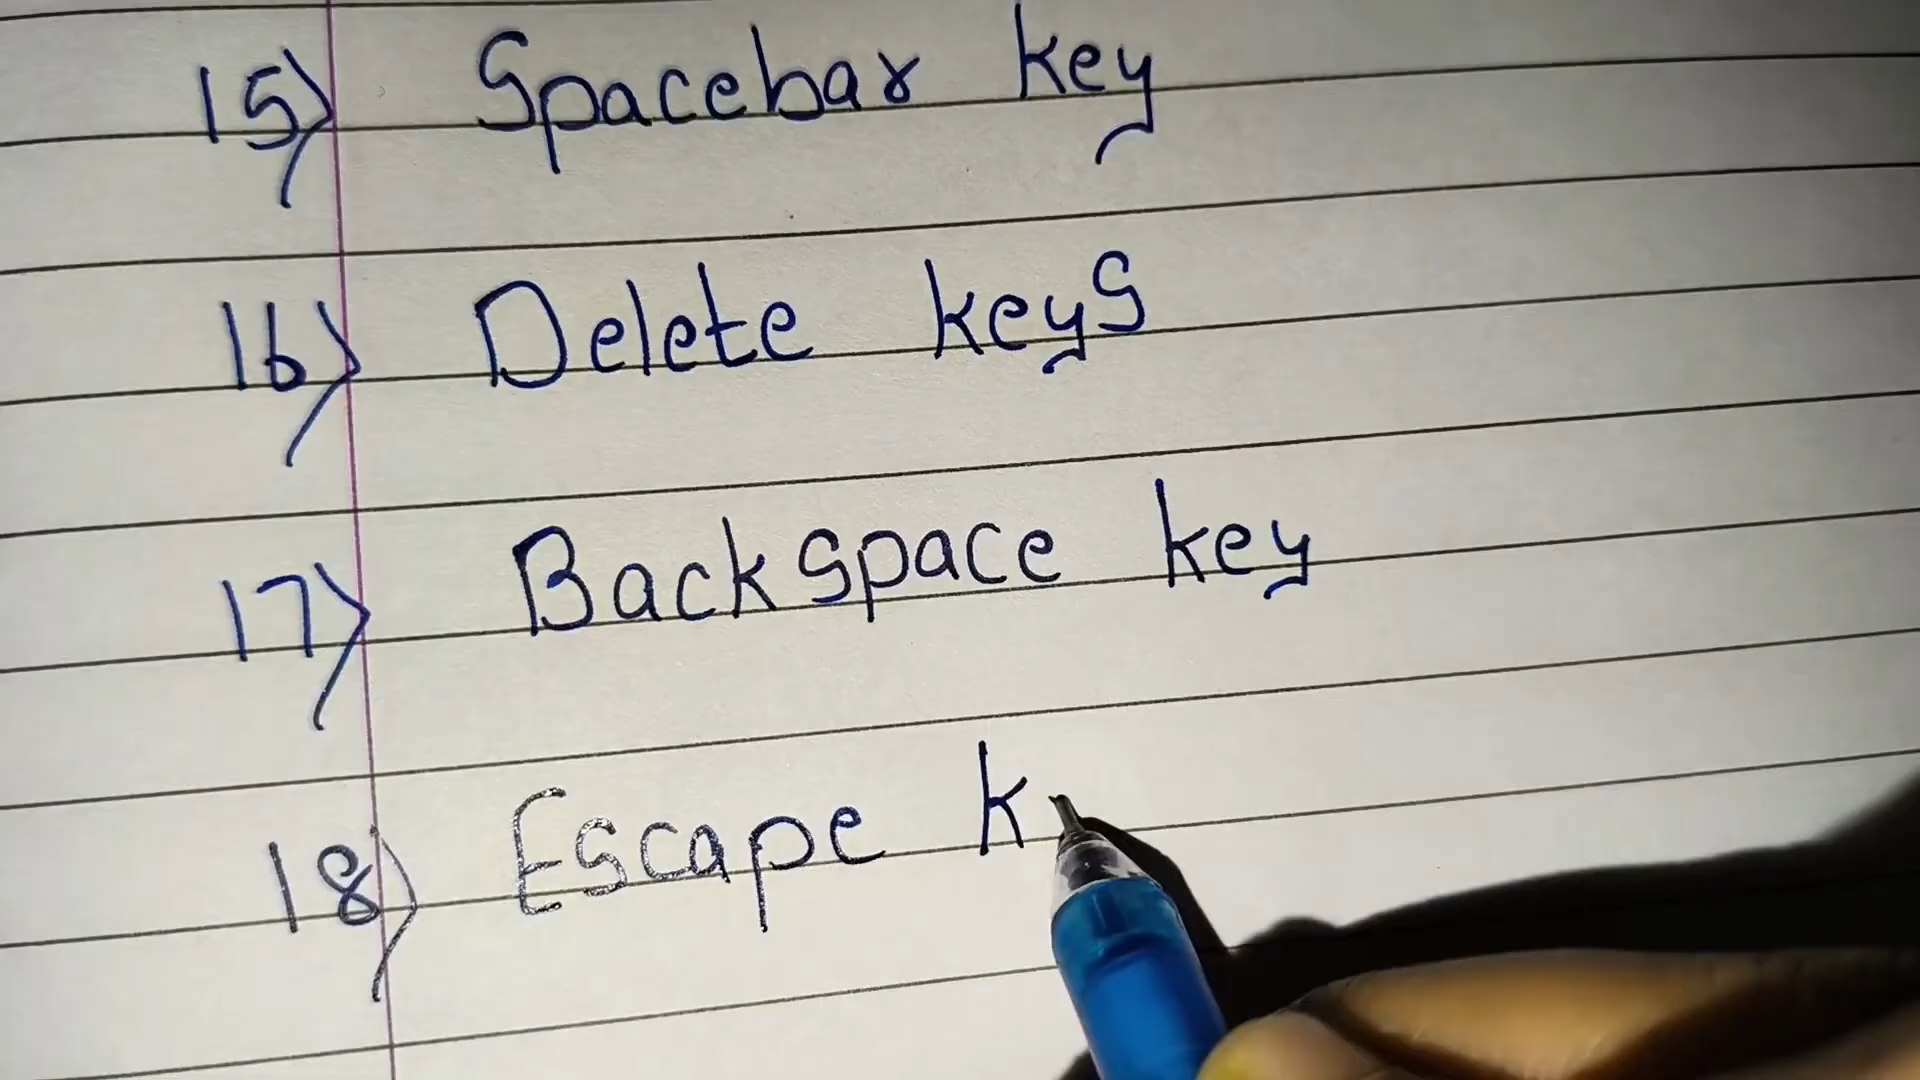 15) Spacebar key
16) Delete keys
17) Backspace key
18) Escape k